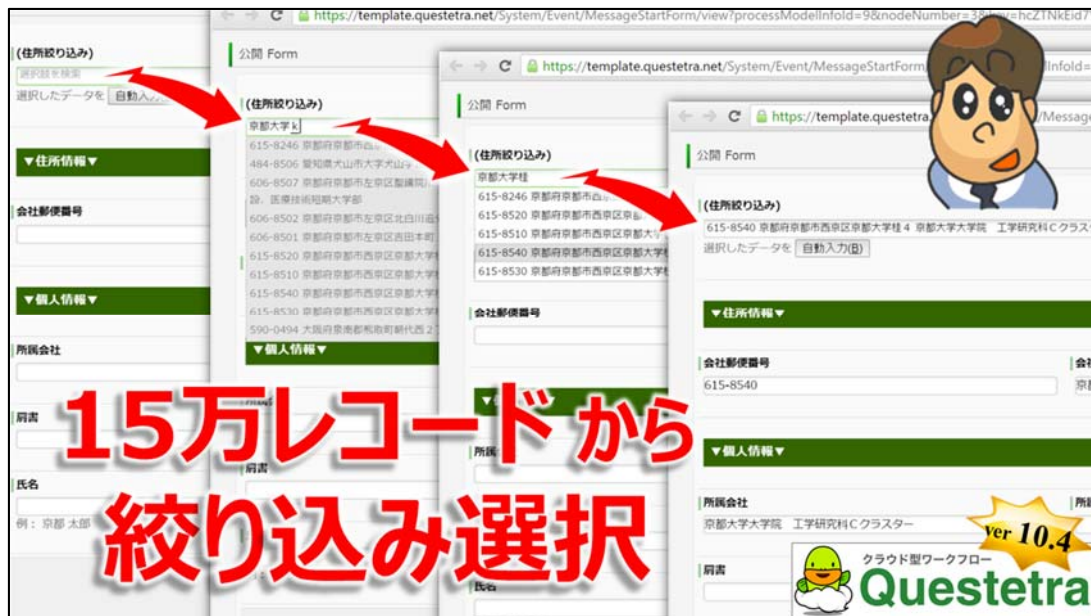 (住所絞り込み)
選択肢を検索
選択したデータを 自動入力
▼住所情報▼
会社郵便番号
▼個人情報▼
所属会社
肩書
氏名
例： 京都 太郎
https://template.questetra.net/System/Event/MessageStartForm/view?processModelInfoId=9&nodeNumber=3&key=hcZTNkEid7
公開 Form
(住所絞り込み)
京都大学k
615-8246 京都府京都市西京
484-8506 愛知県犬山市大字犬山字
606-8507 京都府京都市左京区聖護院川
設、医療技術短期大学部
606-8502 京都府京都市左京区北白川追分
606-8501 京都府京都市左京区吉田本町
615-8520 京都府京都市西京区京都大学桂
615-8510 京都府京都市西京区京都大学桂
615-8540 京都府京都市西京区京都大学桂
615-8530 京都府京都市西京区京都大学桂
590-0494 大阪府泉南郡熊取町朝代西２丁
▼個人情報▼
肩書
https://template.questetra.net/System/Event/MessageStartForm
公開 Form
(住所絞り込み)
京都大学桂
615-8246 京都府京都市西京
615-8520 京都府京都市西京区京都
615-8510 京都府京都市西京区京都大学
615-8540 京都府京都市西京区京都大学桂
615-8530 京都府京都市西京区京都大学桂
会社郵便番号
所属
氏名
https://template.questetra
公開 Form
(住所絞り込み)
615-8540 京都府京都市西京区京都大学桂４ 京都大学大学院　工学研究科Ｃクラスタ
選択したデータを 自動入力(B)
▼住所情報▼
会社郵便番号
615-8540
▼個人情報▼
所属会社
京都大学大学院　工学研究科Ｃクラスター
肩書
15万レコードから
絞り込み選択
ver 10.4
クラウド型ワークフロー
Questetra